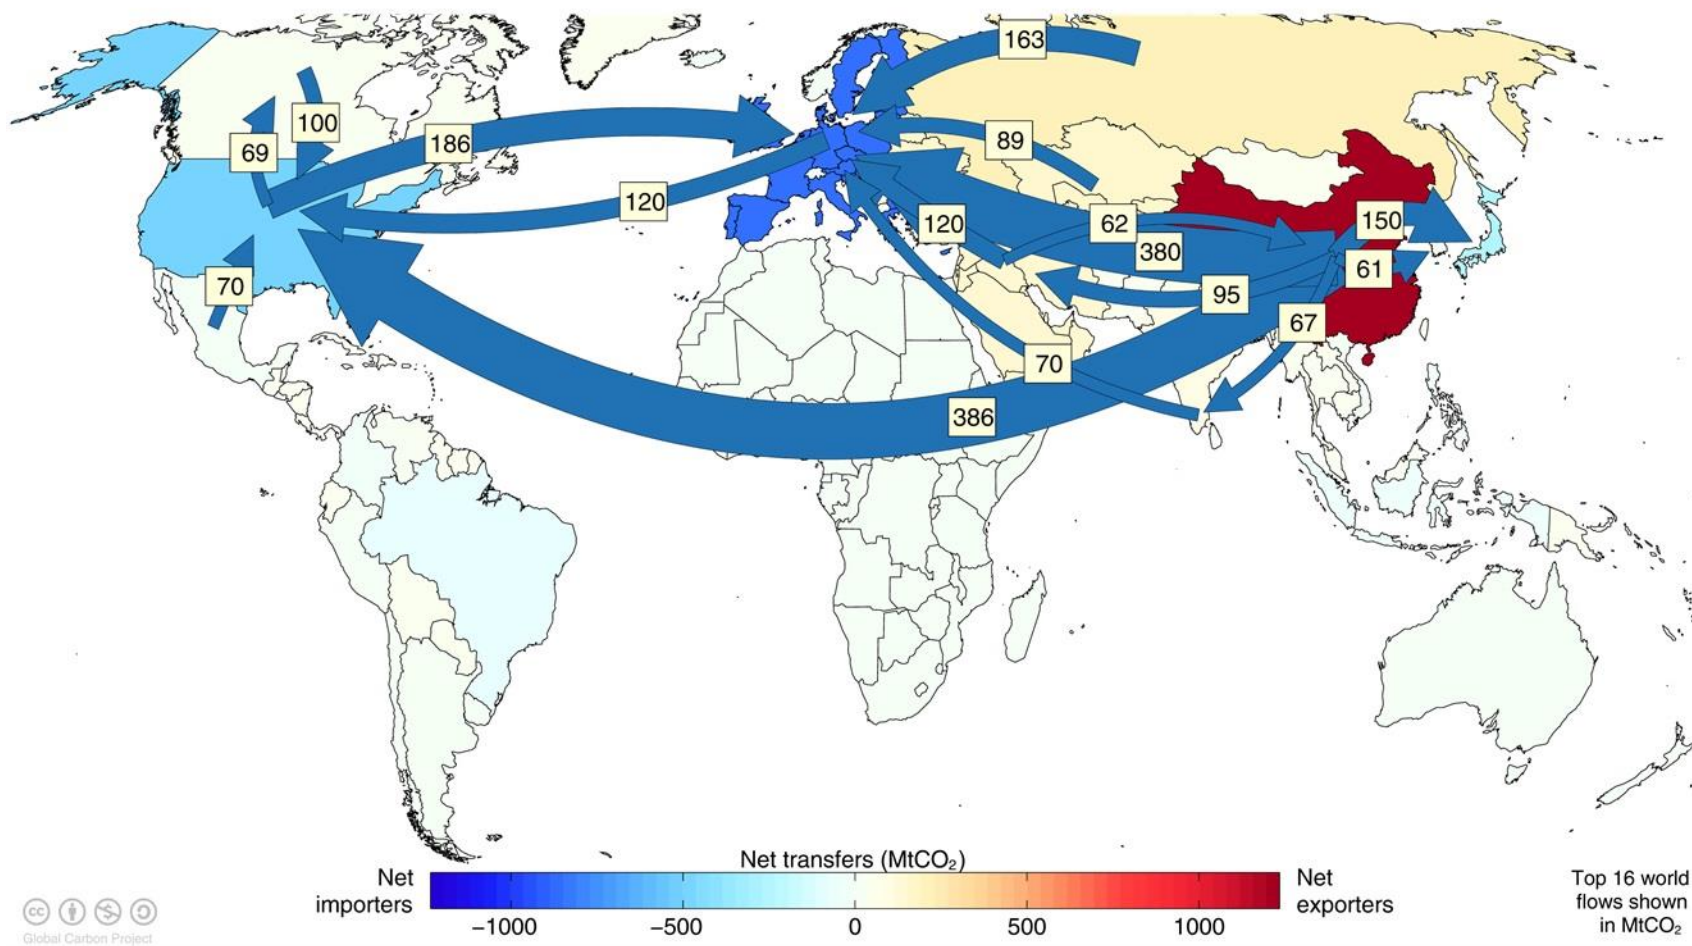 163
100
69
186
89
120
120
62
150
380
61
70
95
67
70
386
Net transfers (MtCO₂)
Net
importers
Net
exporters
−1000
−500
0
500
1000
Top 16 world
flows shown
in MtCO₂
cc
Global Carbon Project